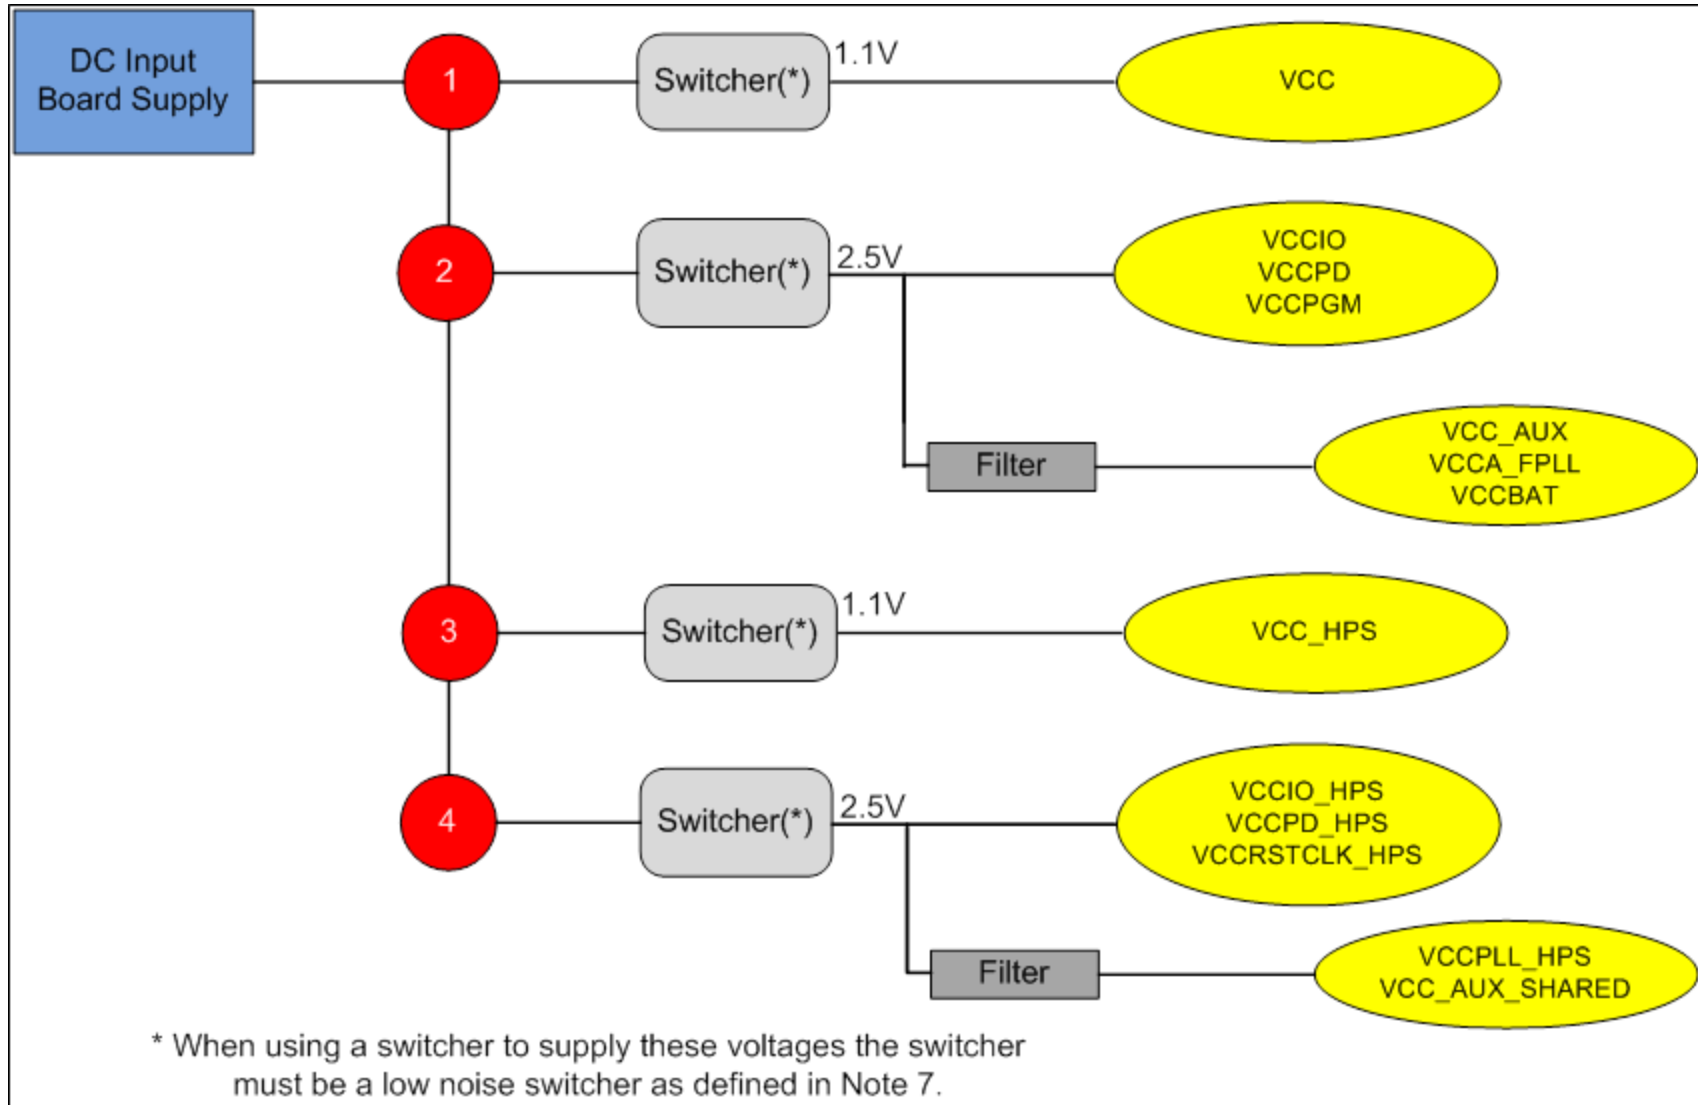 DC Input
Board Supply
1
Switcher(*)
1.1V
VCC
2
Switcher(*)
2.5V
VCCIO
VCCPD
VCCPGM
Filter
VCC_AUX
VCCA_FPLL
VCCBAT
3
Switcher(*)
1.1V
VCC_HPS
4
Switcher(*)
2.5V
VCCIO_HPS
VCCPD_HPS
VCCRSTCLK_HPS
Filter
VCCPLL_HPS
VCC_AUX_SHARED
* When using a switcher to supply these voltages the switcher
must be a low noise switcher as defined in Note 7.